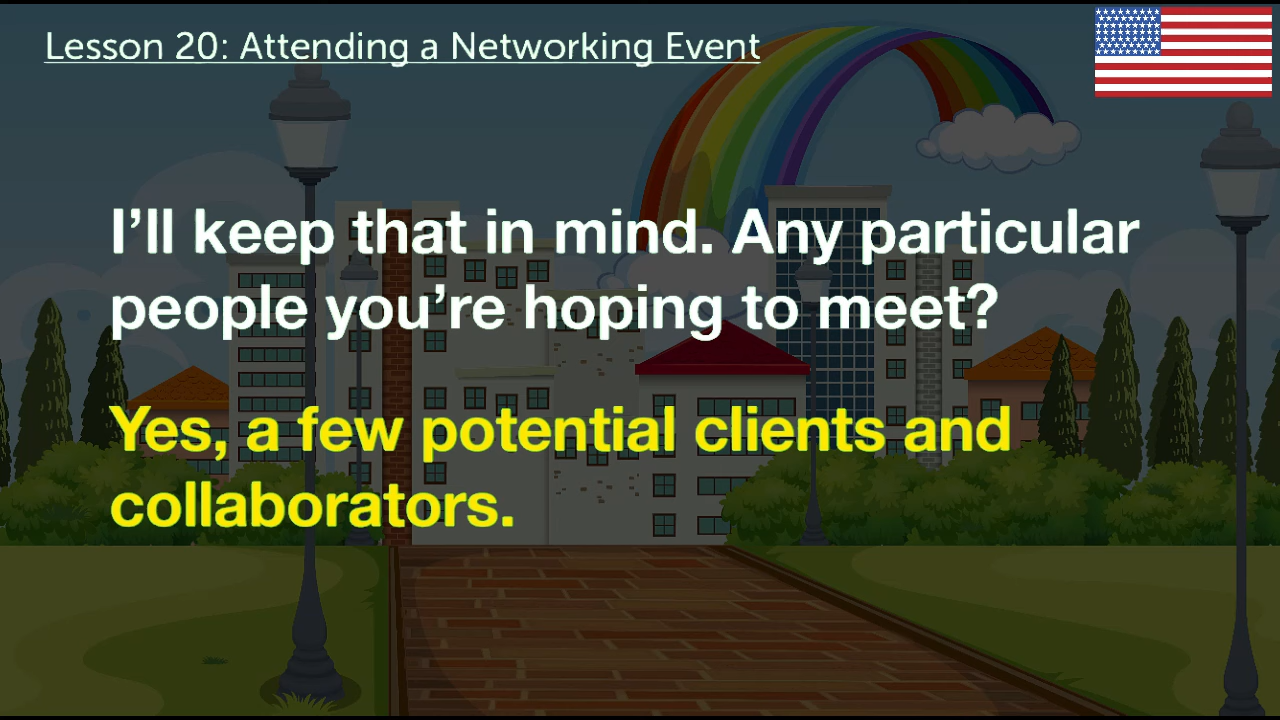 Lesson 20: Attending a Networking Event
I’ll keep that in mind. Any particular
people you’re hoping to meet?
Yes, a few potential clients and
collaborators.